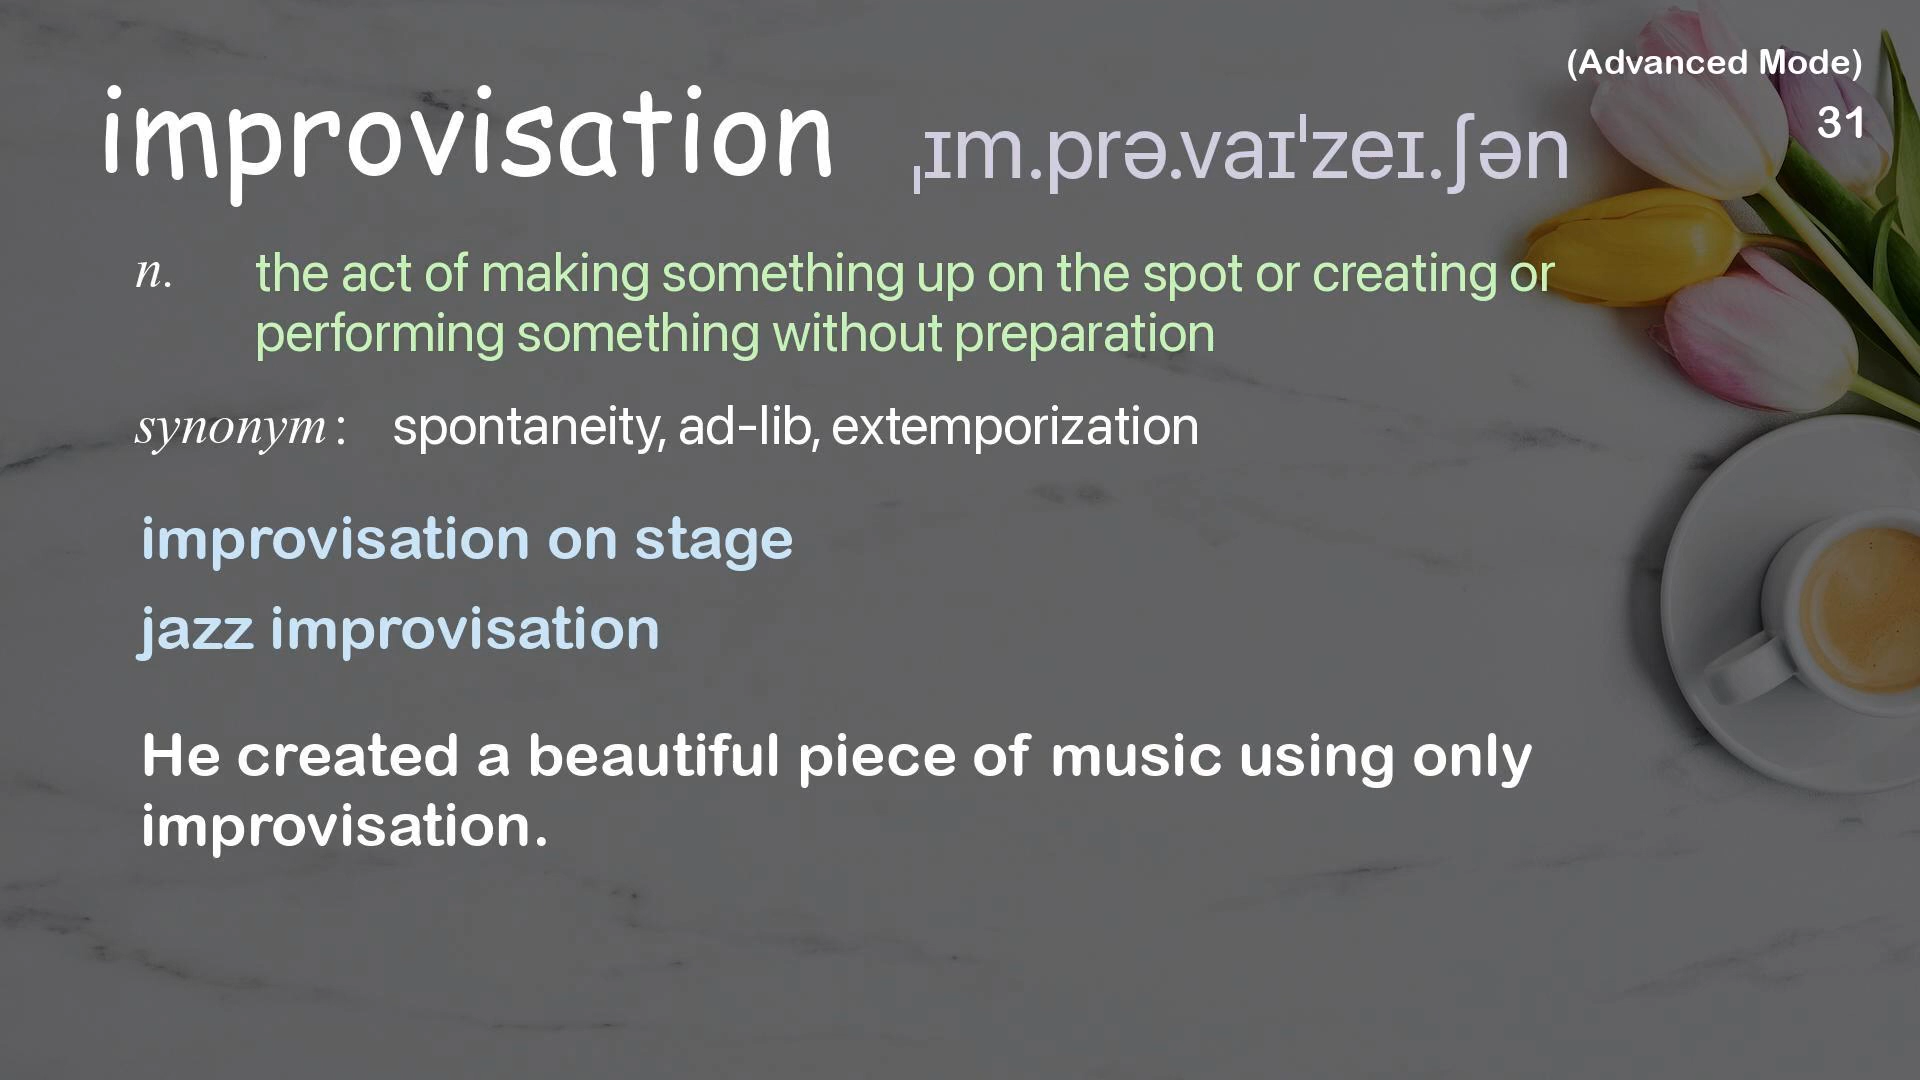 (Advanced Mode)
improvisation ˌɪm.prə.vaɪˈzeɪ.ʃən
31
n. the act of making something up on the spot or creating or
performing something without preparation
synonym: spontaneity, ad-lib, extemporization
improvisation on stage
jazz improvisation
He created a beautiful piece of music using only
improvisation.